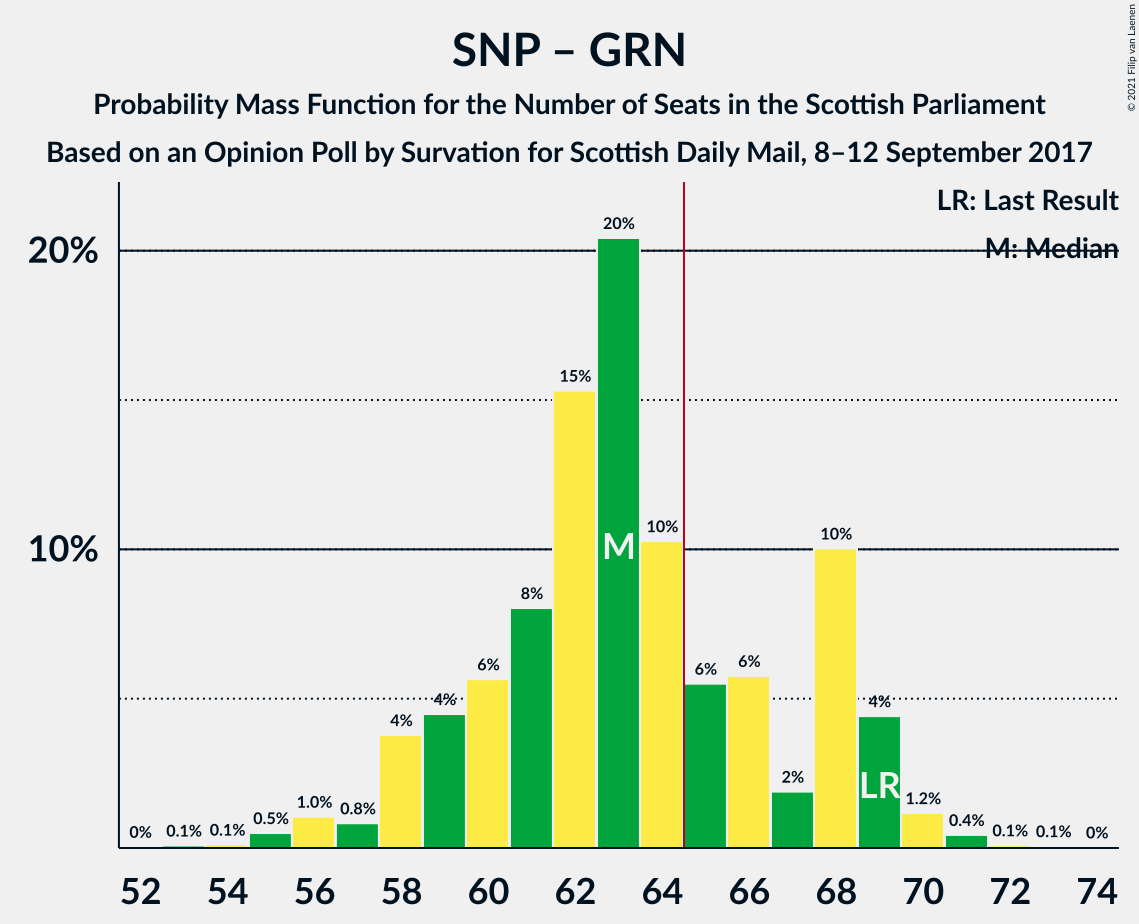 SNP – GRN
Probability Mass Function for the Number of Seats in the Scottish Parliament
Based on an Opinion Poll by Survation for Scottish Daily Mail, 8–12 September 2017
© 2021 Filip van Laenen
LR: Last Result
M: Median
20%
10%
0% 0.1% 0.1% 0.5% 1.0% 0.8% 4% 4% 6% 8% 15% 20% 10% 6% 6% 2% 10% 4% 1.2% 0.4% 0.1% 0.1% 0%
M
LR
52 54 56 58 60 62 64 66 68 70 72 74